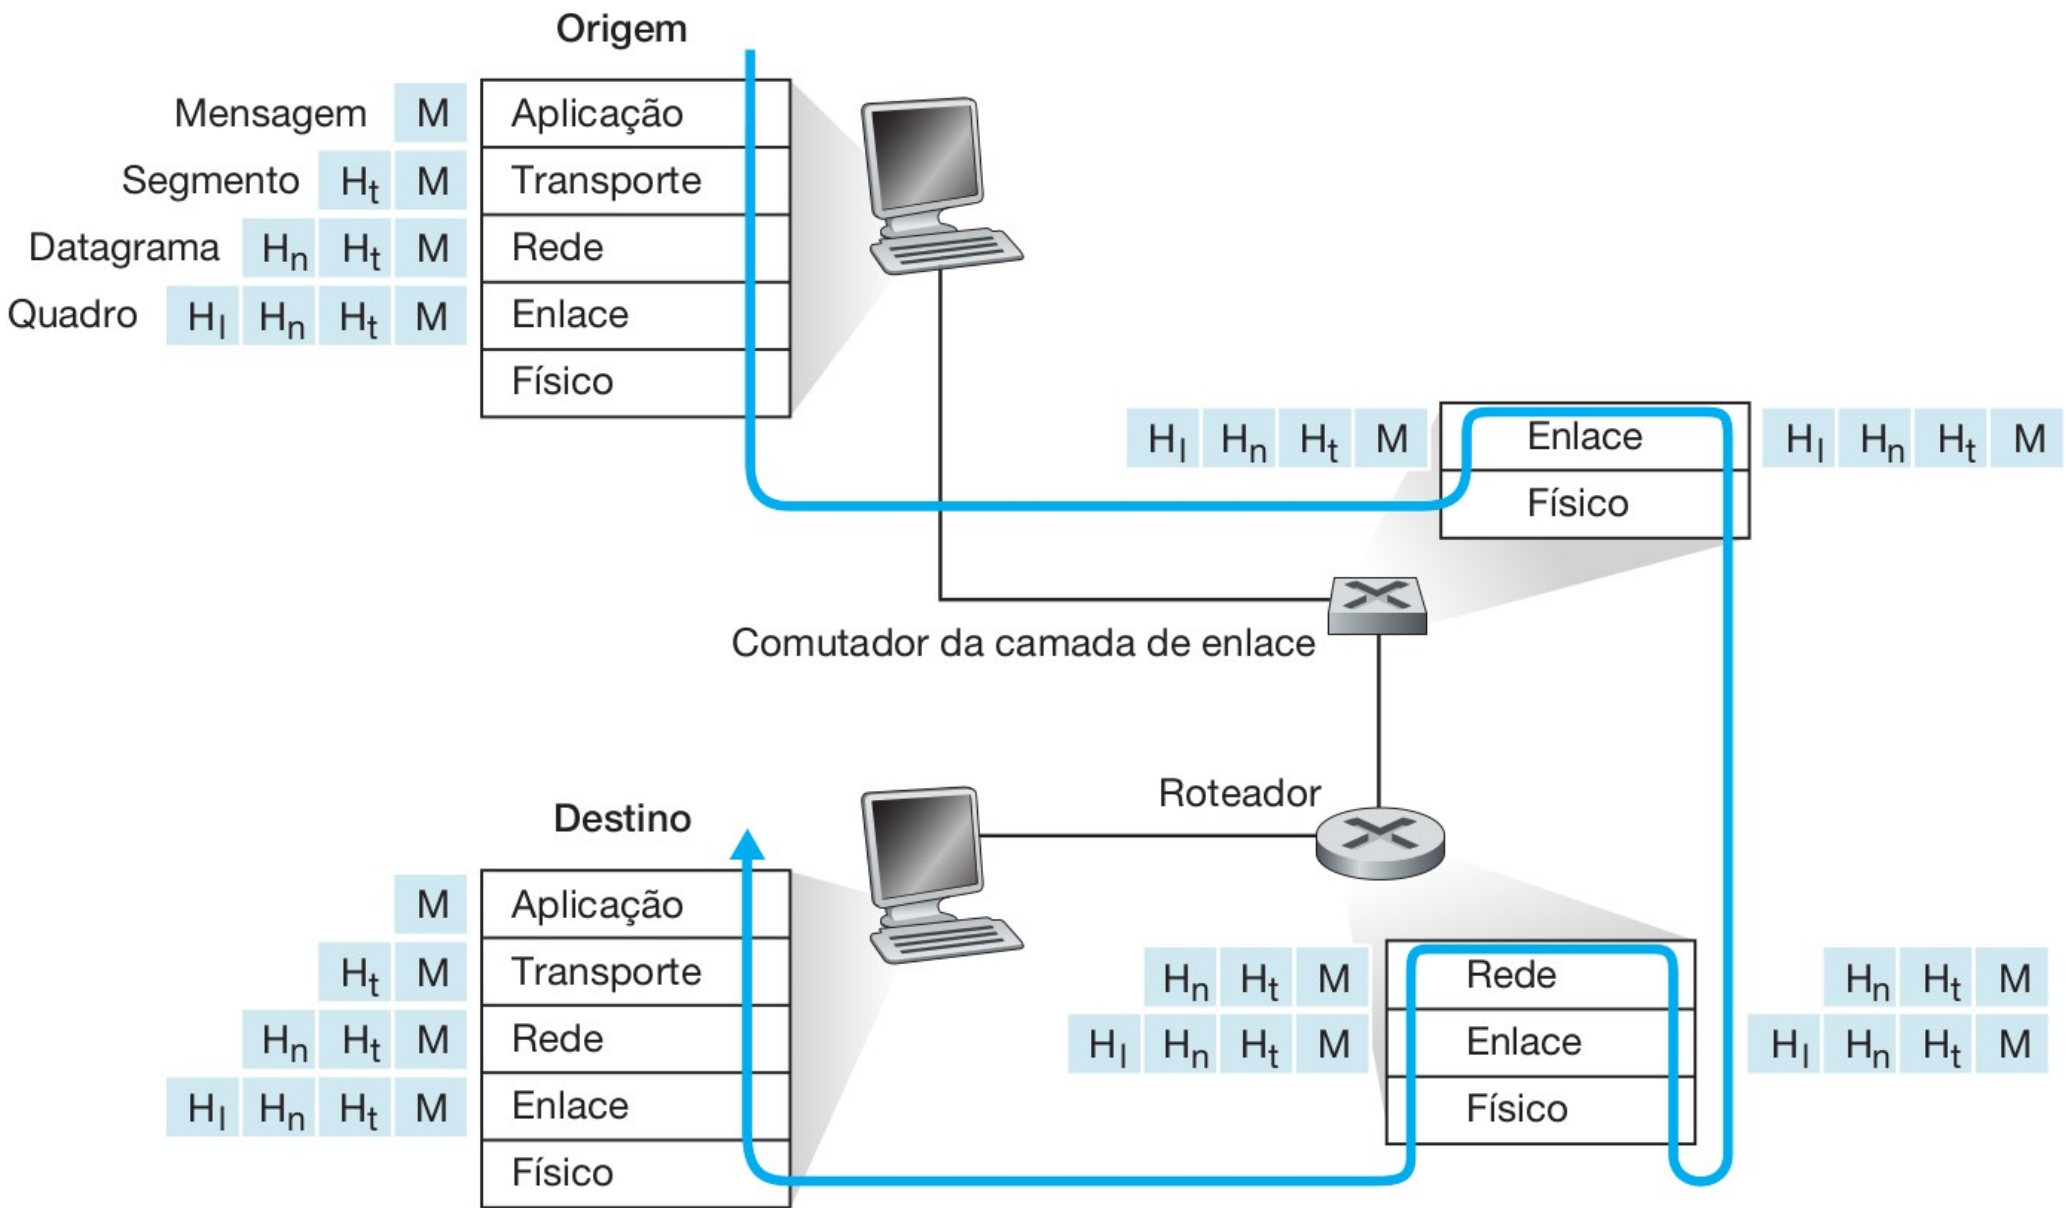 Origem
Mensagem M Aplicação
Segmento Ht M Transporte
Datagrama Hn Ht M Rede
Quadro Hl Hn Ht M Enlace
Físico
Hl Hn Ht M Enlace Hl Hn Ht M
Físico
Comutador da camada de enlace
Roteador
Destino
M Aplicação
Ht M Transporte
Hn Ht M Rede
Hl Hn Ht M Enlace
Físico
Hn Ht M Rede Hn Ht M
Hl Hn Ht M Enlace Hl Hn Ht M
Físico